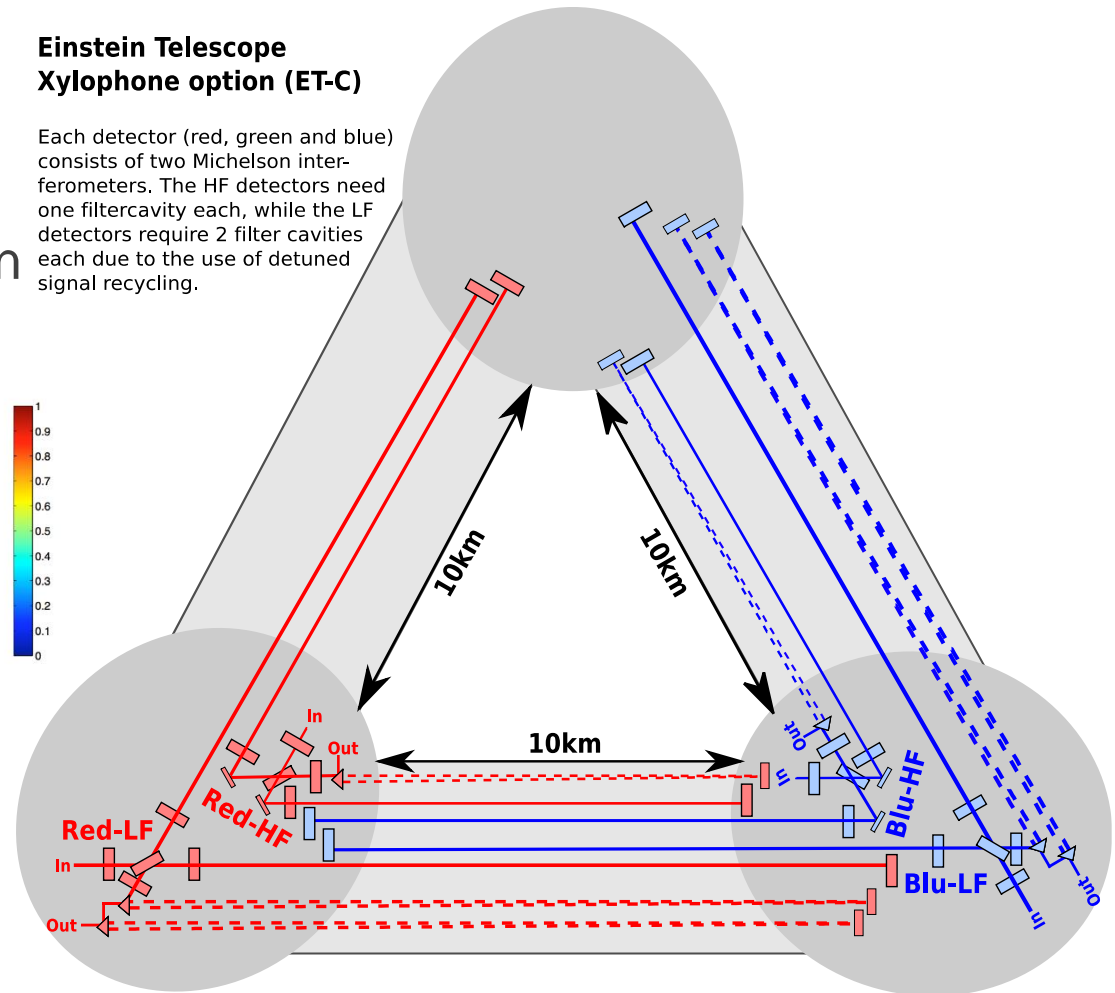 Einstein Telescope
Xylophone option (ET-C)
Each detector (red, green and blue)
consists of two Michelson inter-
ferometers. The HF detectors need
one filtercavity each, while the LF
detectors require 2 filter cavities
each due to the use of detuned
signal recycling.
n
1
0.9
0.8
0.7
0.6
0.5
0.4
0.3
0.2
0.1
0
10km
10km
10km
In
Out
Red-HF
Red-LF
In
Out
Out
In
Blu-HF
Blu-LF
Out
In